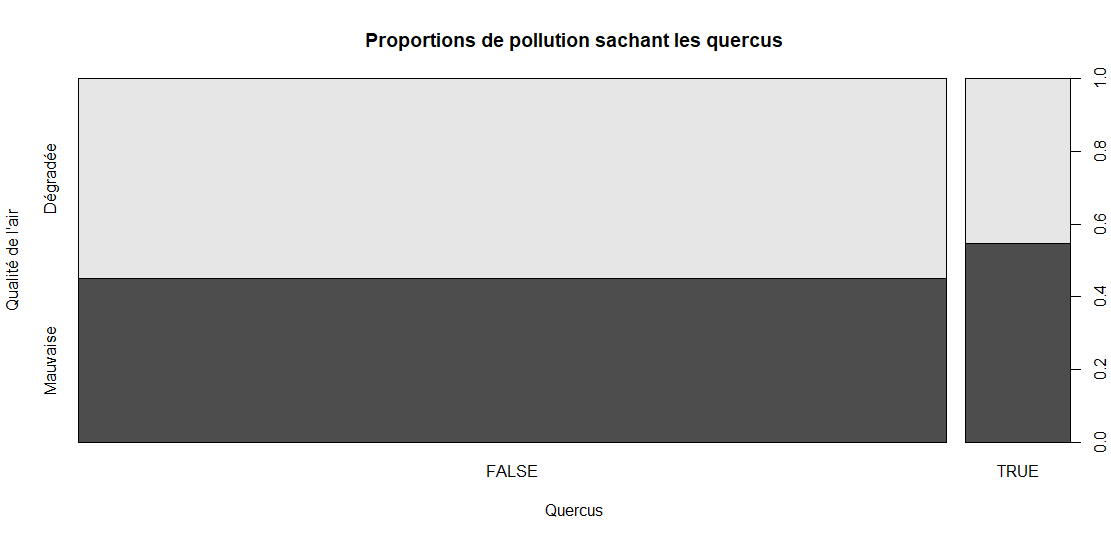 Proportions de pollution sachant les quercus
Qualité de l'air
Dégradée
Mauvaise
1.0
0.8
0.6
0.4
0.2
0.0
FALSE
TRUE
Quercus